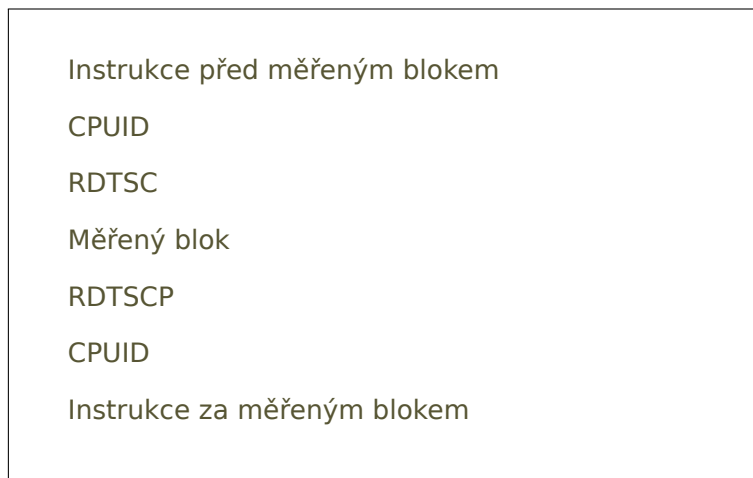 Instrukce před měřeným blokem
CPUID
RDTSC
Měřený blok
RDTSCP
CPUID
Instrukce za měřeným blokem